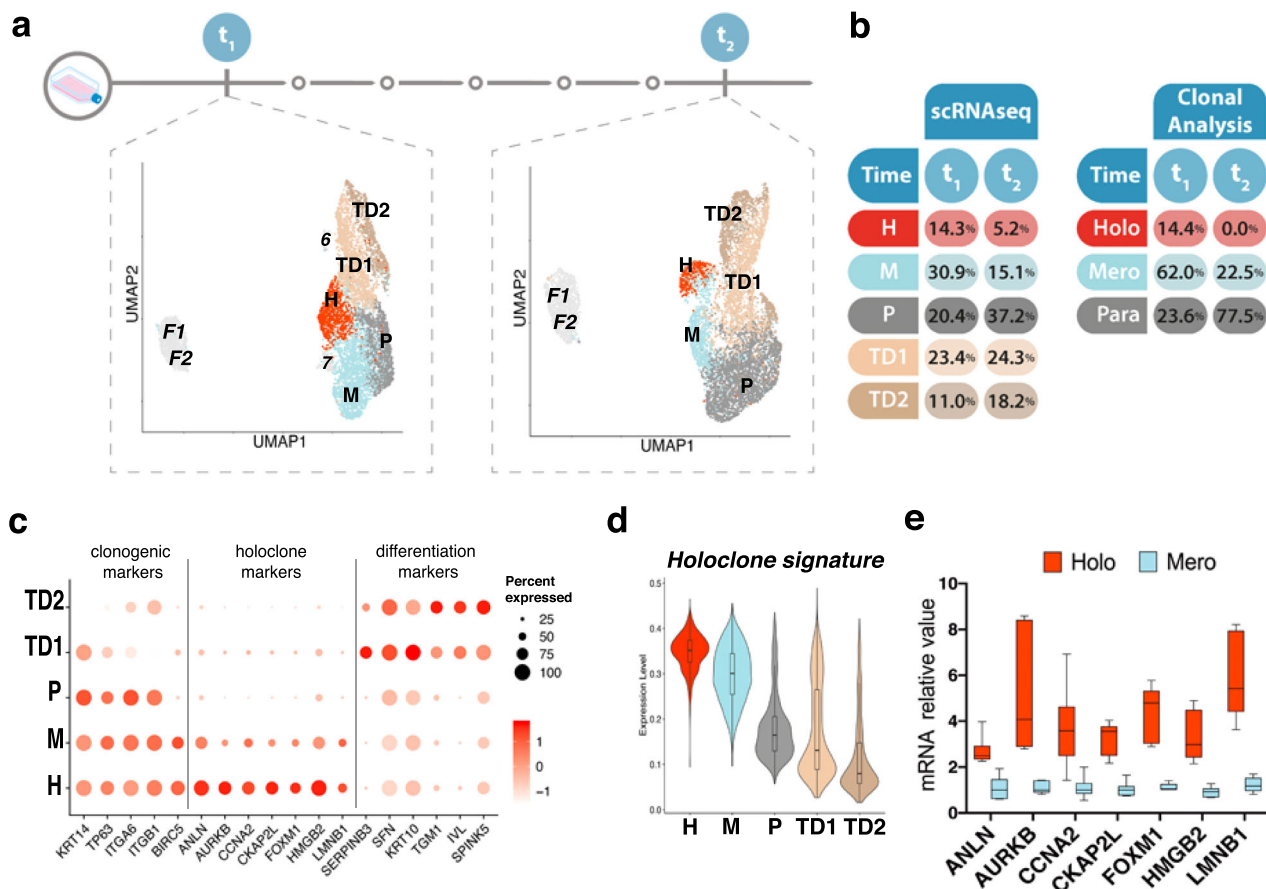 a
t1
t2
TD2
6
TD1
H
F1
F2
7
P
M
UMAP2
UMAP1
TD2
H
TD1
F1
F2
M
P
UMAP2
UMAP1
b
scRNAseq
Time t1 t2
H 14.3% 5.2%
M 30.9% 15.1%
P 20.4% 37.2%
TD1 23.4% 24.3%
TD2 11.0% 18.2%
Clonal
Analysis
Time t1 t2
Holo 14.4% 0.0%
Mero 62.0% 22.5%
Para 23.6% 77.5%
c
clonogenic
markers
holoclone
markers
differentiation
markers
TD2
TD1
P
M
H
KRT14
TP63
ITGA6
ITGB1
BIRC5
ANLN
AURKB
CCNA2
CKAP2L
FOXM1
HMGB2
LMNB1
SERPINB3
SFN
KRT10
TGM1
IVL
SPINK5
Percent
expressed
25
50
75
100
1
0
−1
d
Holoclone signature
Expression Level
0.5
0.4
0.3
0.2
0.1
0.0
H M P TD1 TD2
e
Holo Mero
mRNA relative value
10
8
6
4
2
0
ANLN
AURKB
CCNA2
CKAP2L
FOXM1
HMGB2
LMNB1